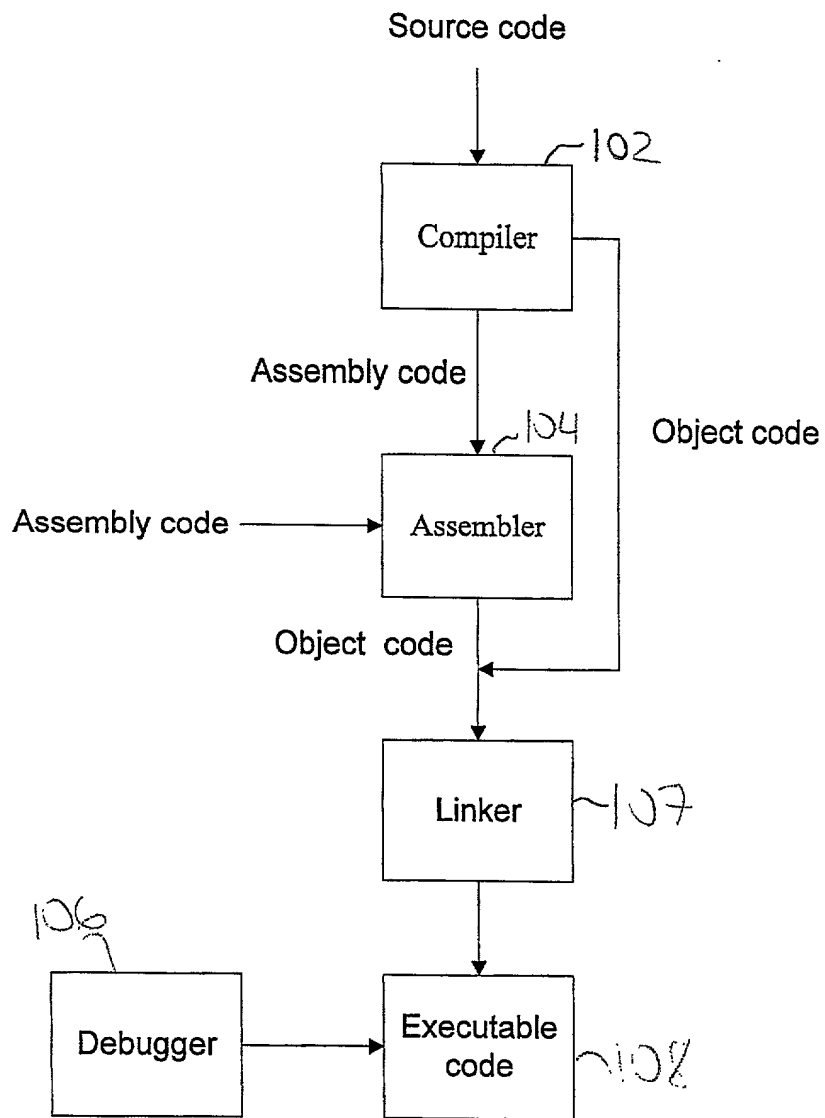 Source code
102
Compiler
Assembly code
104
Object code
Assembly code
Assembler
Object code
Linker
107
106
Debugger
Executable
code
108